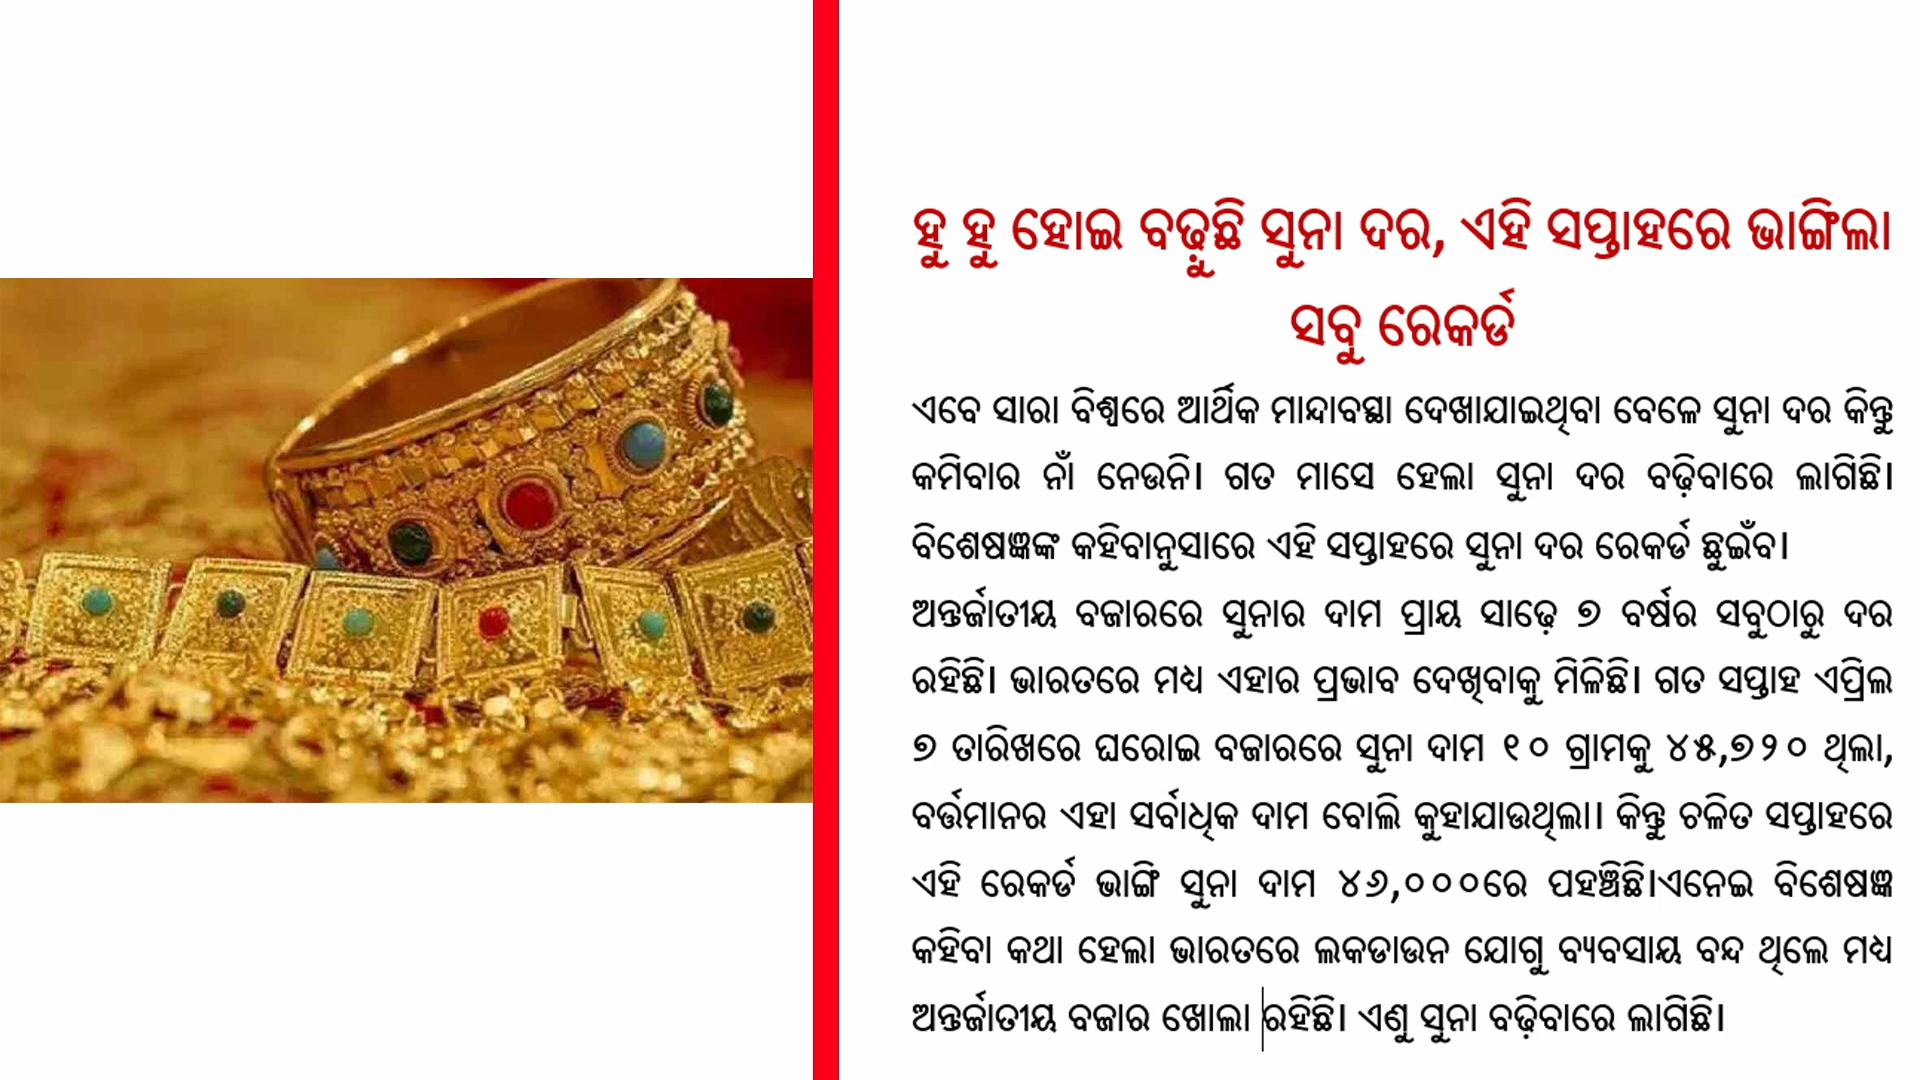 ହୁ ହୁ ହୋଇ ବଢ଼ୁଛି ସୁନା ଦର, ଏହି ସପ୍ତାହରେ ଭାଙ୍ଗିଲା
ସବୁ ରେକର୍ଡ
ଏବେ ସାରା ବିଶ୍ୱରେ ଆର୍ଥିକ ମାନ୍ଦାବସ୍ଥା ଦେଖାଯାଇଥିବା ବେଳେ ସୁନା ଦର କିନ୍ତୁ
କମିବାର ନାଁ ନେଉନି। ଗତ ମାସେ ହେଲା ସୁନା ଦର ବଢ଼ିବାରେ ଲାଗିଛି।
ବିଶେଷଜ୍ଞଙ୍କ କହିବାନୁସାରେ ଏହି ସପ୍ତାହରେ ସୁନା ଦର ରେକର୍ଡ ଛୁଇଁବ।
ଅନ୍ତର୍ଜାତୀୟ ବଜାରରେ ସୁନାର ଦାମ ପ୍ରାୟ ସାଢ଼େ ୭ ବର୍ଷର ସବୁଠାରୁ ଦର
ରହିଛି। ଭାରତରେ ମଧ୍ୟ ଏହାର ପ୍ରଭାବ ଦେଖିବାକୁ ମିଳିଛି। ଗତ ସପ୍ତାହ ଏପ୍ରିଲ
୭ ତାରିଖରେ ଘରୋଇ ବଜାରରେ ସୁନା ଦାମ ୧୦ ଗ୍ରାମକୁ ୪୫,୭୨୦ ଥିଲା,
ବର୍ତ୍ତମାନର ଏହା ସର୍ବାଧିକ ଦାମ ବୋଲି କୁହାଯାଉଥିଲା। କିନ୍ତୁ ଚଳିତ ସପ୍ତାହରେ
ଏହି ରେକର୍ଡ ଭାଙ୍ଗି ସୁନା ଦାମ ୪୬,୦୦୦ରେ ପହଞ୍ଚିଛି।ଏନେଇ ବିଶେଷଜ୍ଞ
କହିବା କଥା ହେଲା ଭାରତରେ ଲକଡାଉନ ଯୋଗୁ ବ୍ୟବସାୟ ବନ୍ଦ ଥିଲେ ମଧ୍ୟ
ଅନ୍ତର୍ଜାତୀୟ ବଜାର ଖୋଲା ରହିଛି। ଏଣୁ ସୁନା ବଢ଼ିବାରେ ଲାଗିଛି।